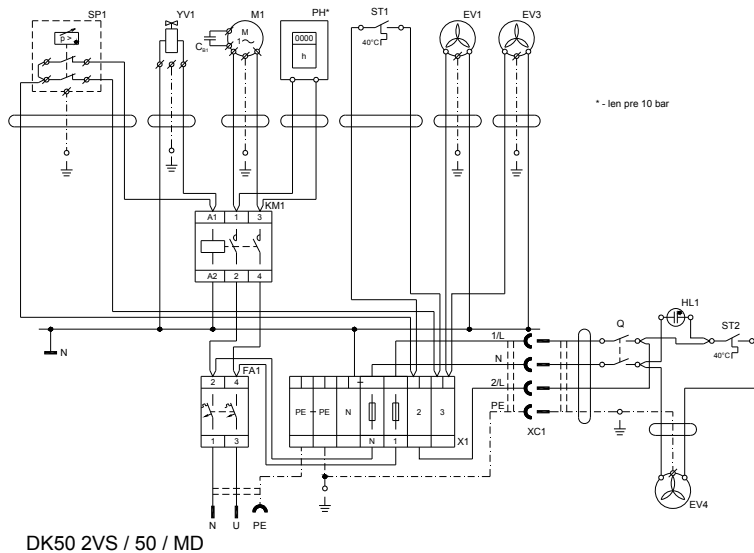 SP1 YV1 M1 PH* ST1 EV1 EV3
p >
M
1~
CB1
0000
h
40°C
* - len pre 10 bar
KM1
A1 1 3
A2 2 4
HL1
Q
ST2
40°C
1/L
N
2/L
PE
N
FA1
2 4
1 3
PE PE N 2 3
N 1
X1
XC1
EV4
N U PE
DK50 2VS / 50 / MD